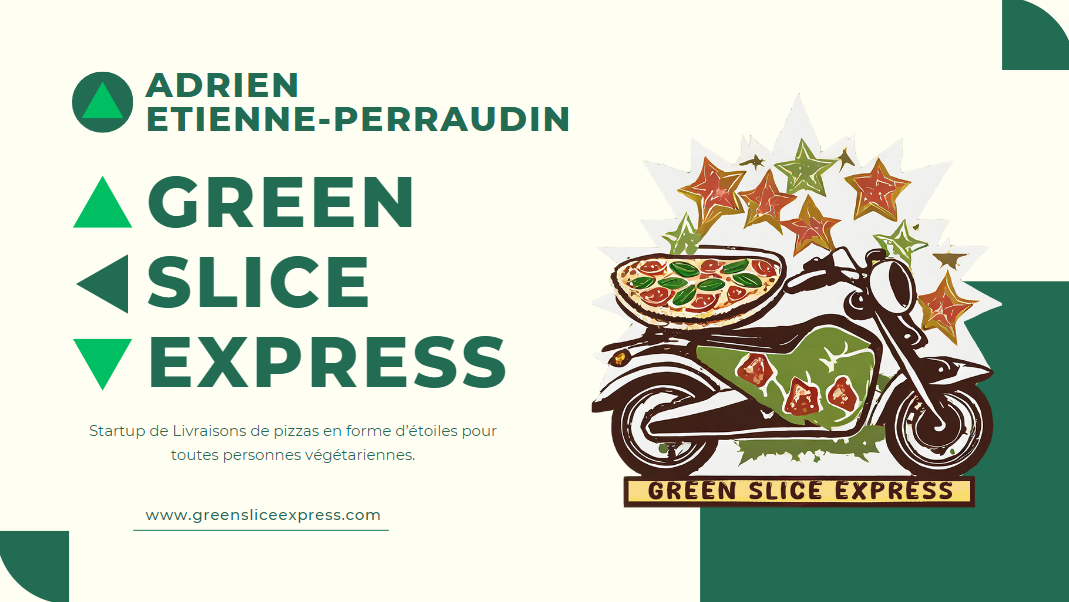 ADRIEN
ETIENNE-PERRAUDIN
GREEN
SLICE
EXPRESS
Startup de Livraisons de pizzas en forme d'étoiles pour
toutes personnes végétariennes.
www.greensliceexpress.com
GREEN SLICE EXPRESS